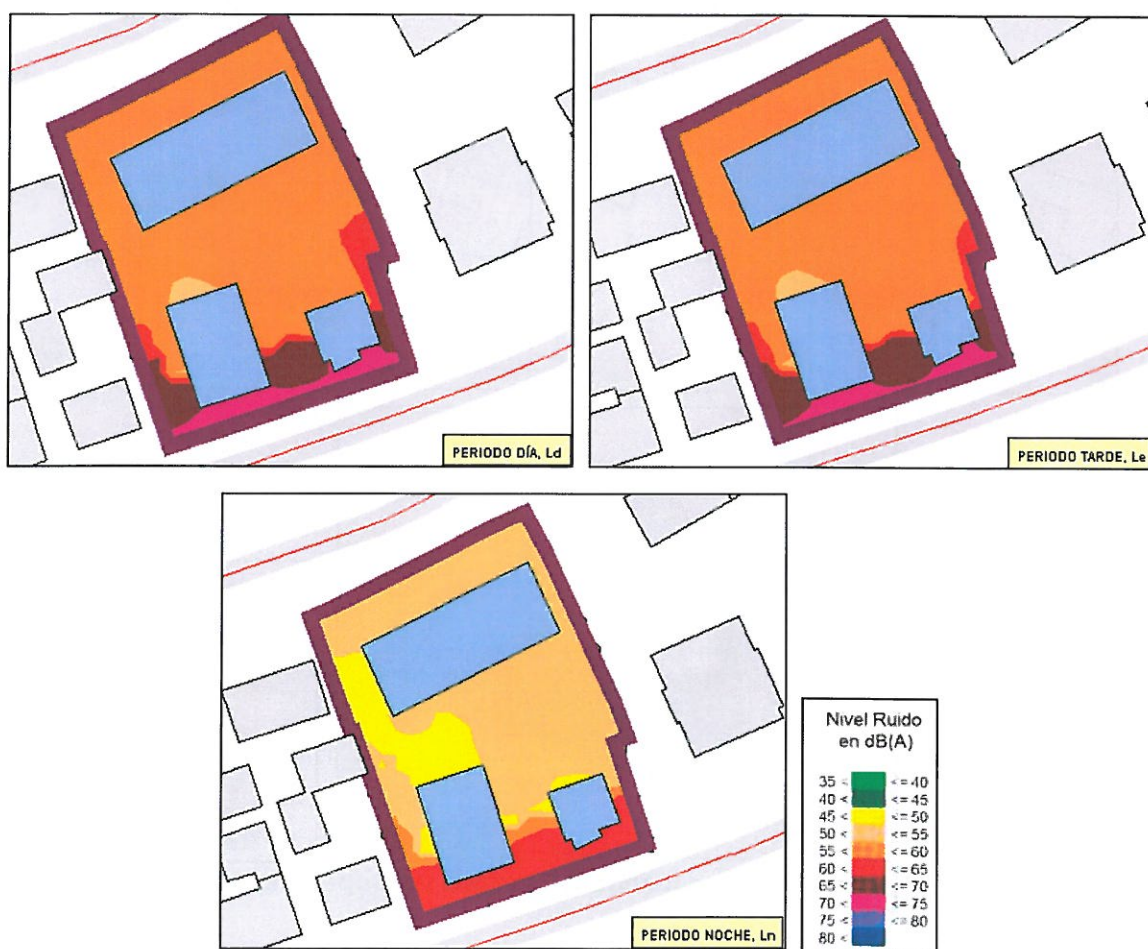 PERIODO DÍA, Ld
PERIODO TARDE, Le
PERIODO NOCHE, Ln
Nivel Ruido
en dB(A)
35 < <= 40
40 < <= 45
45 < <= 50
50 < <= 55
55 < <= 60
60 < <= 65
65 < <= 70
70 < <= 75
75 < <= 80
80 <